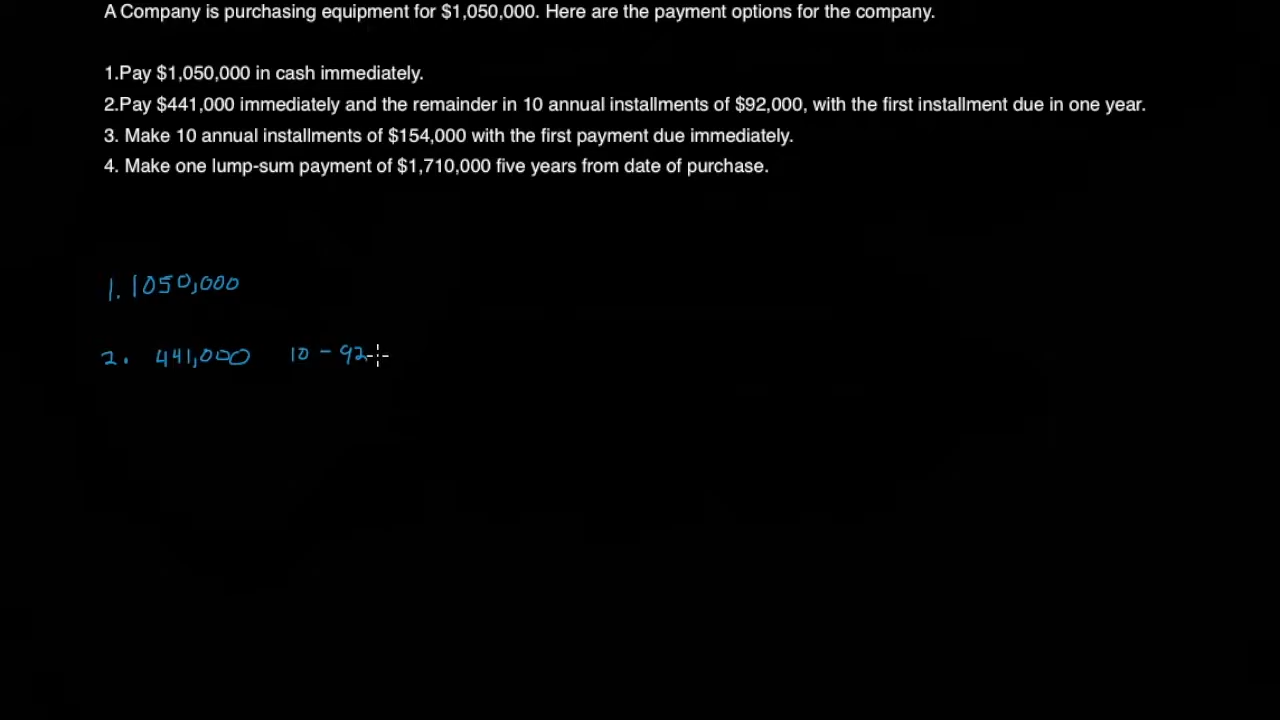 A Company is purchasing equipment for $1,050,000. Here are the payment options for the company.
1.Pay $1,050,000 in cash immediately.
2.Pay $441,000 immediately and the remainder in 10 annual installments of $92,000, with the first installment due in one year.
3. Make 10 annual installments of $154,000 with the first payment due immediately.
4. Make one lump-sum payment of $1,710,000 five years from date of purchase.
1. 1050,000
2. 441,000 10 - 92